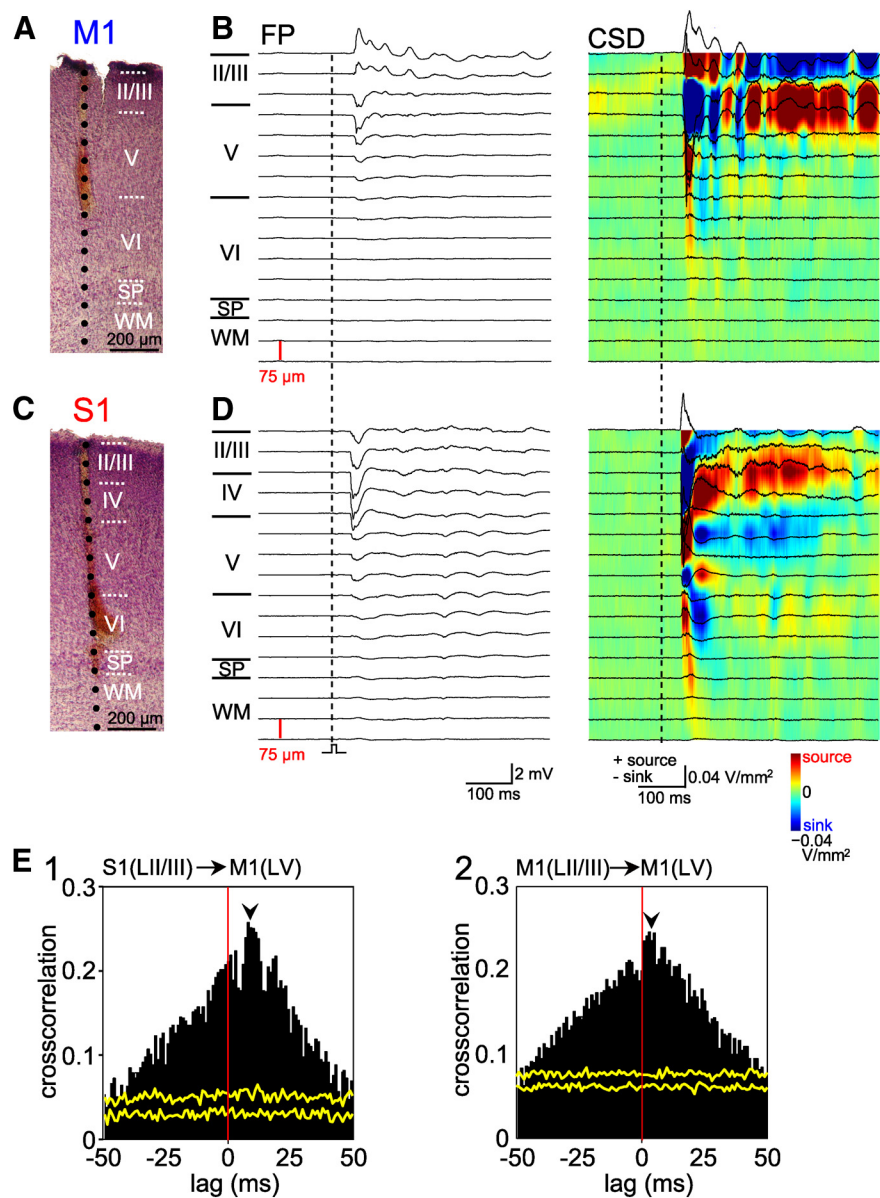 A
M1
II/III
V
VI
SP
WM
200 μm
B
FP
II/III
V
VI
SP
WM
75 μm
CSD
C
S1
II/III
IV
V
VI
SP
WM
200 μm
D
II/III
IV
V
VI
SP
WM
75 μm
2 mV
100 ms
+ source
- sink
0.04 V/mm²
100 ms
source
0
sink
−0.04
V/mm²
E
1
S1(LII/III) → M1(LV)
0.3
0.2
0.1
0
crosscorrelation
-50 -25 0 25 50
lag (ms)
2
M1(LII/III) → M1(LV)
0.3
0.2
0.1
0
crosscorrelation
-50 -25 0 25 50
lag (ms)